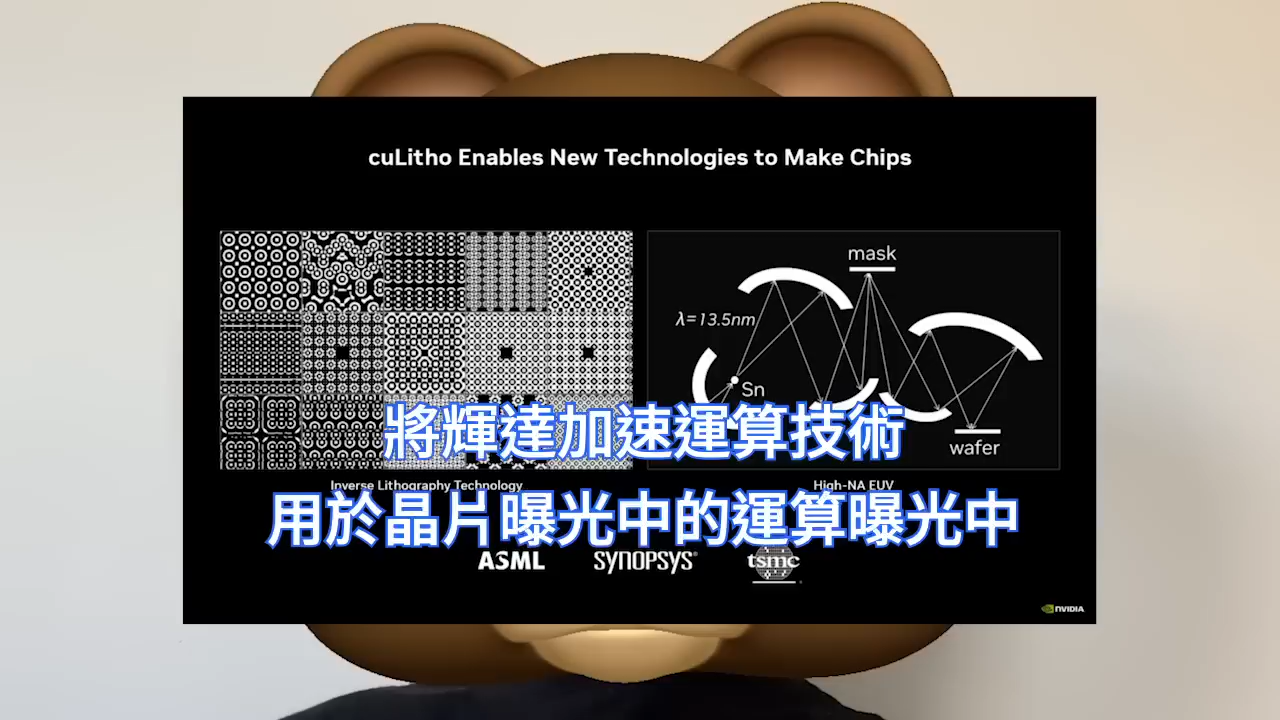 cuLitho Enables New Technologies to Make Chips
mask
λ=13.5nm
Sn
wafer
將輝達加速運算技術
Inverse Lithography Technology
High-NA EUV
用於晶片曝光中的運算曝光中
ASML
SYNOPSYS
tsmc
NVIDIA